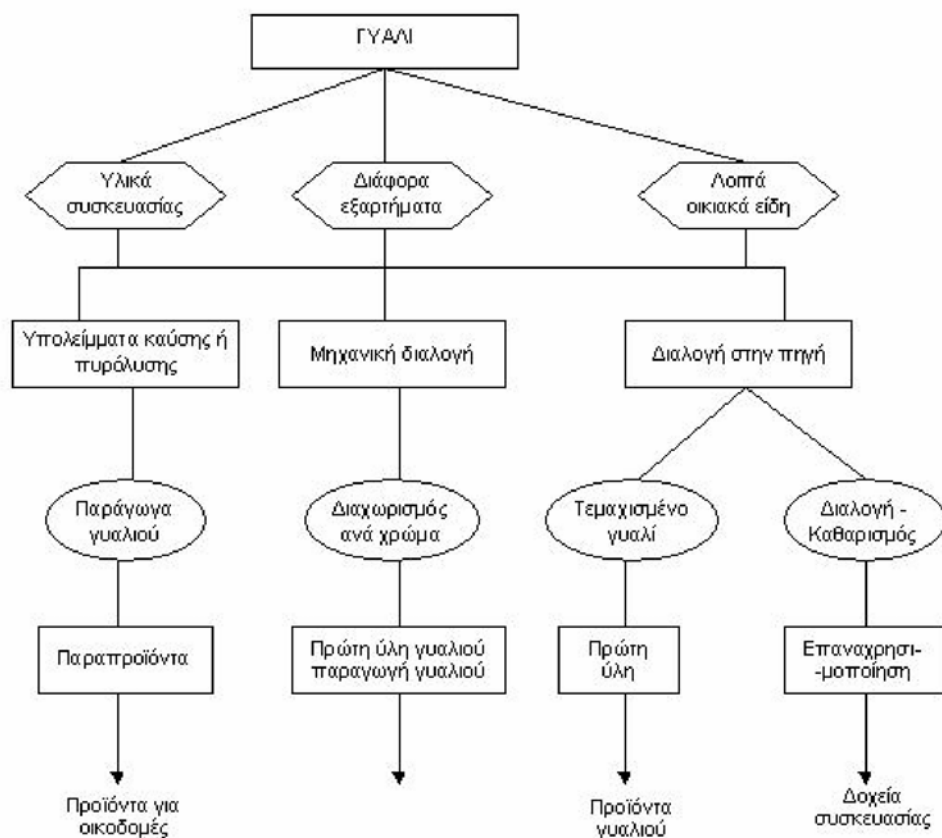 ΓΥΑΛΙ
Υλικά
συσκευασίας
Διάφορα
εξαρτήματα
Λοπτά
οικιακά είδη
Υπολείμματα καύσης ή
πυρόλυσης
Μηχανική διαλογή
Διαλογή στην πηγή
Παράγωγα
γυαλιού
Διαχωρισμός
ανά χρώμα
Τεμαχισμένο
γυαλί
Διαλογή -
Καθαρισμός
Παραπροϊόντα
Πρώτη ύλη γυαλιού
παραγωγή γυαλιού
Πρώτη
ύλη
Επαναχρησι-
-μοποίηση
Προϊόντα για
οικοδομές
Προϊόντα
γυαλιού
Δοχεία
συσκευασίας